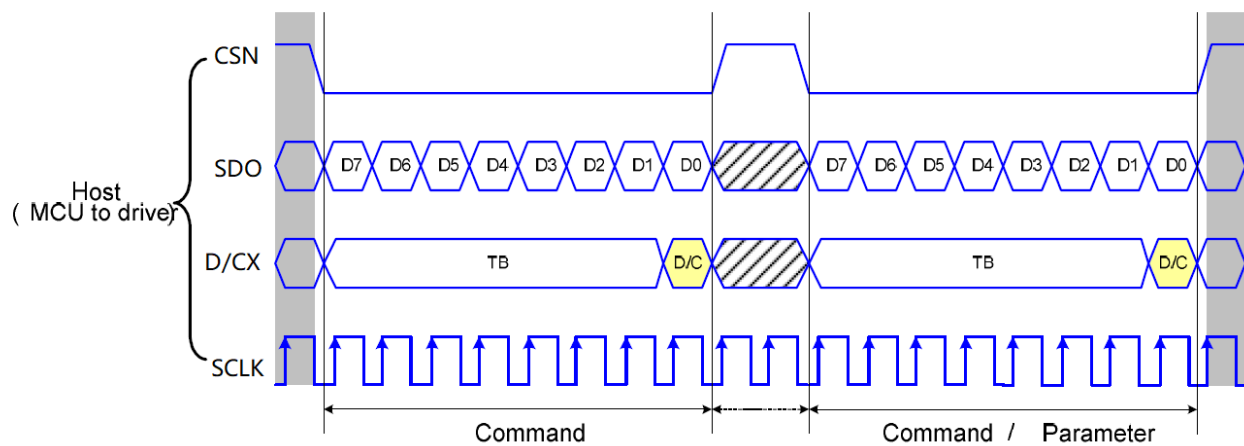 CSN
SDO D7 D6 D5 D4 D3 D2 D1 D0 D7 D6 D5 D4 D3 D2 D1 D0
Host
( MCU to driver)
D/CX TB D/C TB D/C
SCLK
Command Command / Parameter